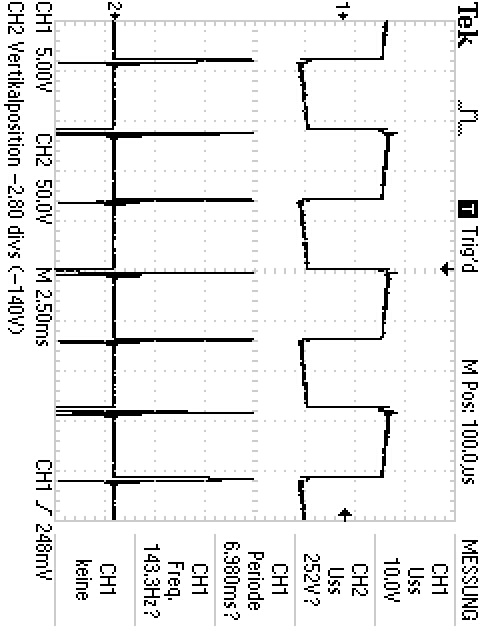 Tek
T Trig'd
M Pos: 100.0µs
MESSUNG
CH1
Uss
10.0V
CH2
Uss
252V?
CH1
Periode
6.980ms?
CH1
Freq.
143.3Hz?
CH1
keine
1
2
CH1 5.00V CH2 50.0V M 2.50ms CH1 / 248mV
CH2 Vertikalposition -2.80 divs (-140V)